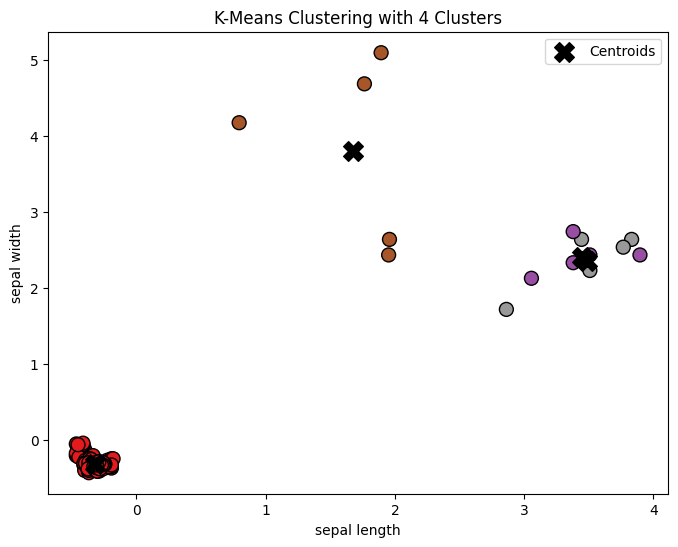 K-Means Clustering with 4 Clusters
Centroids
5
4
3
2
1
0
sepal width
0 1 2 3 4
sepal length